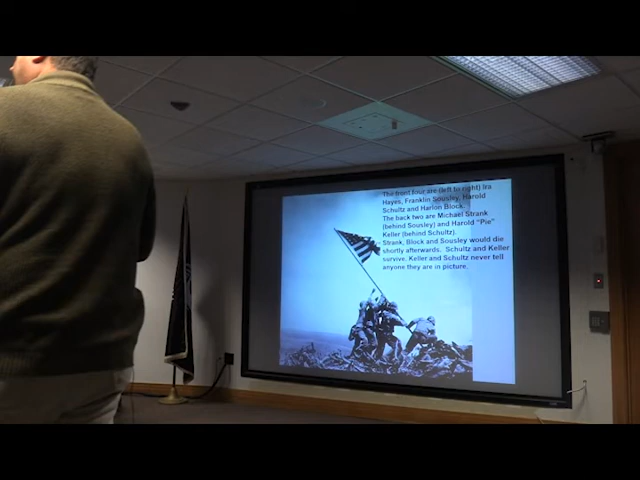 The front four are (left to right) Ira
Hayes, Franklin Sousley, Harold
Schultz and Harlon Block.
The back two are Michael Strank
(behind Sousley) and Harold "Pie"
Keller (behind Schultz).
Strank, Block and Sousley would die
shortly afterwards. Schultz and Keller
survive. Keller and Schultz never tell
anyone they are in picture.